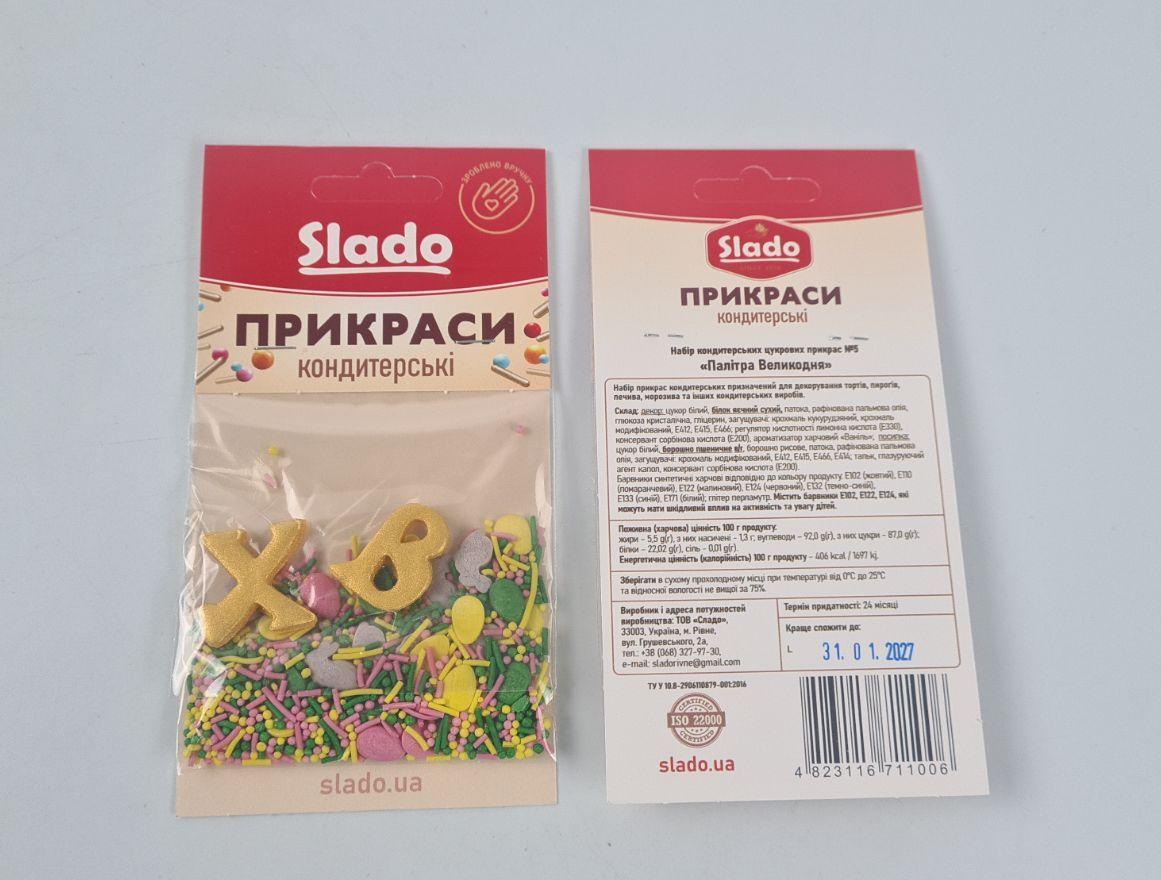 ЗРОБЛЕНО ВРУЧНУ
Slado
ПРИКРАСИ
кондитерські
Х В
slado.ua
Slado
ПРИКРАСИ
кондитерські
Набір кондитерських цукрових прикрас №5
«Палітра Великодня»
Набір прикрас кондитерських призначений для декорування тортів, пирогів,
печива, морозива та інших кондитерських виробів.
Склад: декор: цукор білий, білок яєчний сухий, патока, рафінована пальмова олія,
глюкоза кристалічна, гліцерин, загущувачі: крохмаль кукурудзяний, крохмаль
модифікований, Е412, Е415, Е466; регулятор кислотності лимонна кислота (Е330),
консервант сорбінова кислота (Е200), ароматизатор харчовий «Ваніль»; посипка:
цукор білий, борошно пшеничне в/г, борошно рисове, патока, рафінована пальмова
олія, загущувачі: крохмаль модифікований, Е412, Е415, Е466, Е414; тальк, глазуруючий
агент капол, консервант сорбінова кислота (Е200).
Барвники синтетичні харчові відповідно до кольору продукту: Е102 (жовтий), Е110
(помаранчевий), Е122 (малиновий), Е124 (червоний), Е132 (темно-синій),
Е133 (синій), Е171 (білий); глітер перламутр. Містить барвники Е102, Е122, Е124, які
можуть мати шкідливий вплив на активність та увагу дітей.
Поживна (харчова) цінність 100 г продукту:
жири – 5,5 g(г), з них насичені – 1,3 г; вуглеводи – 92,0 g(г), з них цукри – 87,0 g(г);
білки – 22,02 g(г), сіль – 0,01 g(г).
Енергетична цінність (калорійність) 100 г продукту – 406 kcal / 1697 kj.
Зберігати в сухому прохолодному місці при температурі від 0°С до 25°С
та відносної вологості не вищої за 75%.
Виробник і адреса потужностей
виробництва: ТОВ «Сладо»,
33003, Україна, м. Рівне,
вул. Грушевського, 2а,
тел.: +38 (068) 327-97-30,
e-mail: sladorivne@gmail.com
Термін придатності: 24 місяці
Краще спожити до:
L 31. 01. 2027
ТУ У 10.8-2906110879-001:2016
CERTIFIED
ISO 22000
CERTIFIED
slado.ua
4 823116 711006